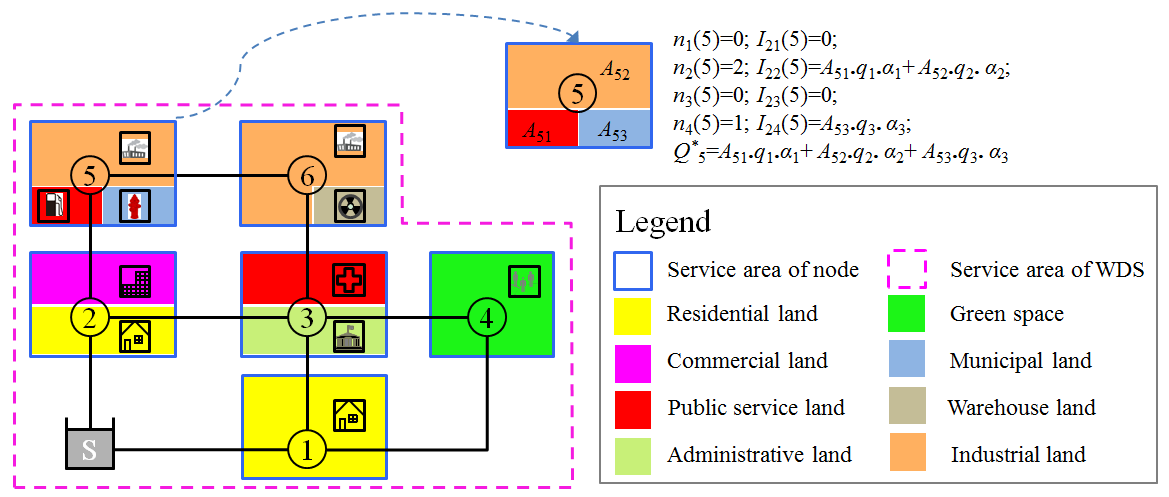 n₁(5)=0; I₂₁(5)=0;
n₂(5)=2; I₂₂(5)=A₅₁.q₁.α₁+A₅₂.q₂. α₂;
n₃(5)=0; I₂₃(5)=0;
n₄(5)=1; I₂₄(5)=A₅₃.q₃. α₃;
Q*₅=A₅₁.q₁.α₁+ A₅₂.q₂. α₂+ A₅₃.q₃. α₃
A₅₂
5
A₅₁ A₅₃
5 6
2 3 4
S 1
Legend
Service area of node Service area of WDS
Residential land Green space
Commercial land Municipal land
Public service land Warehouse land
Administrative land Industrial land